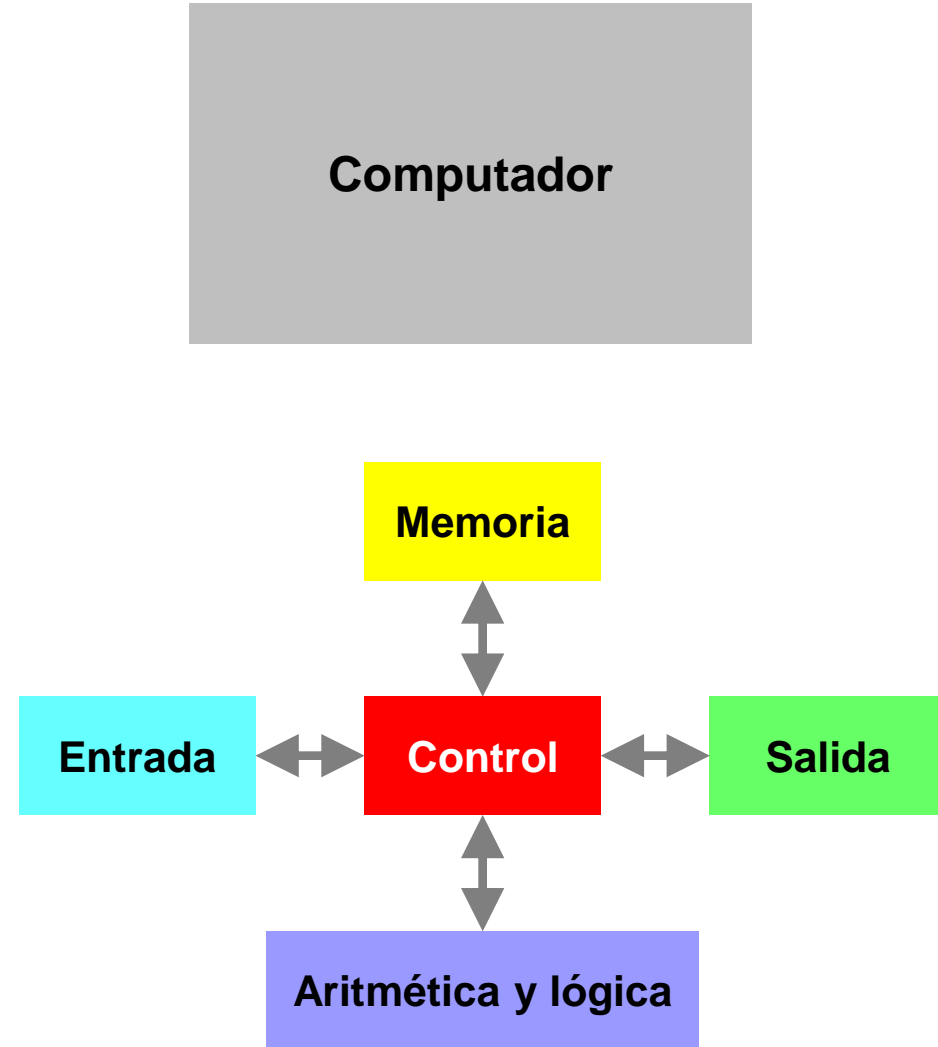 Computador
Memoria
Entrada
Control
Salida
Aritmética y lógica